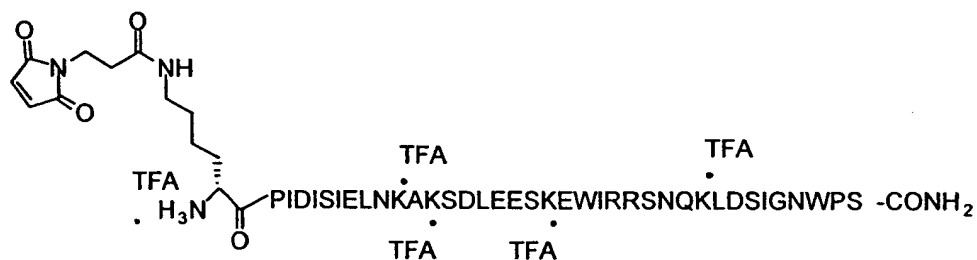 O
O
N
NH
O
TFA
TFA
TFA
H3N
PIDISIELNKAKSDLEESKEWIRRSNQKLDSIGNWPS -CONH2
O
TFA
TFA